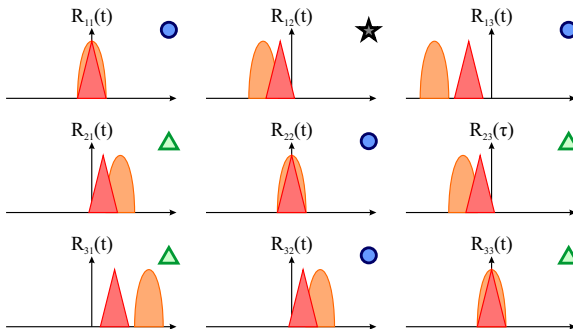 R₁₁(t)
R₁₂(t)
R₁₃(t)
R₂₁(t)
R₂₂(t)
R₂₃(τ)
R₃₁(t)
R₃₂(t)
R₃₃(t)